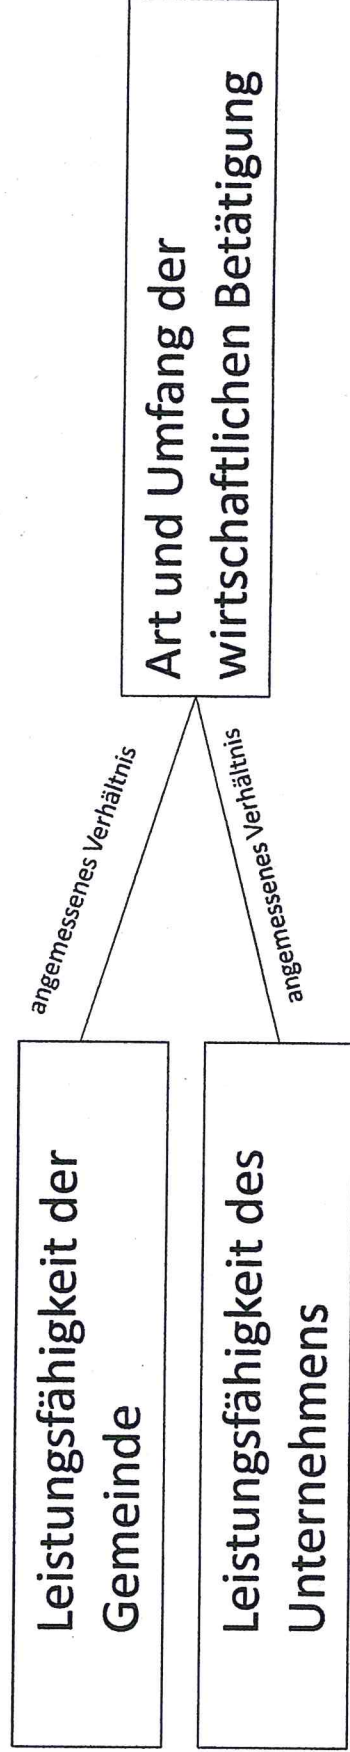 Leistungsfähigkeit der
Gemeinde
angemessenes Verhältnis
Art und Umfang der
wirtschaftlichen Betätigung
Leistungsfähigkeit des
Unternehmens
angemessenes Verhältnis